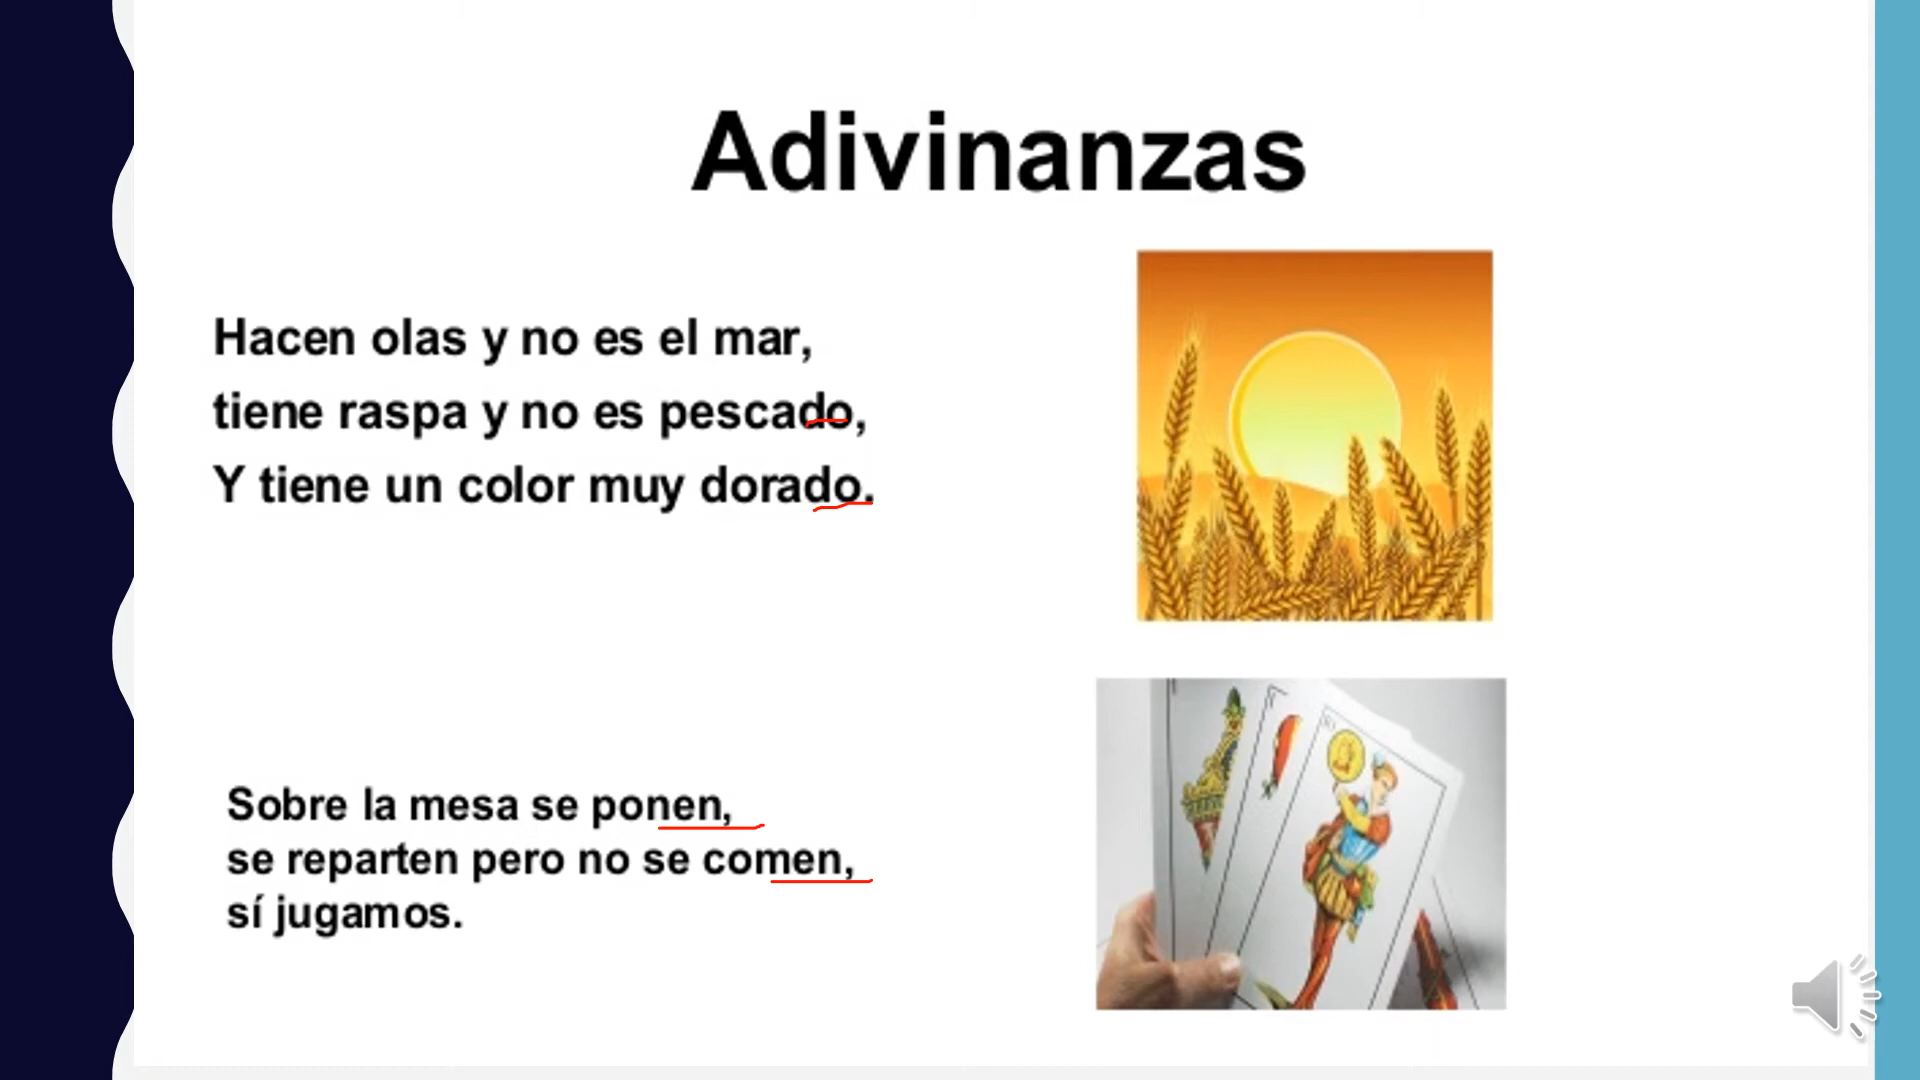 Adivinanzas
Hacen olas y no es el mar,
tiene raspa y no es pescado,
Y tiene un color muy dorado.
Sobre la mesa se ponen,
se reparten pero no se comen,
sí jugamos.